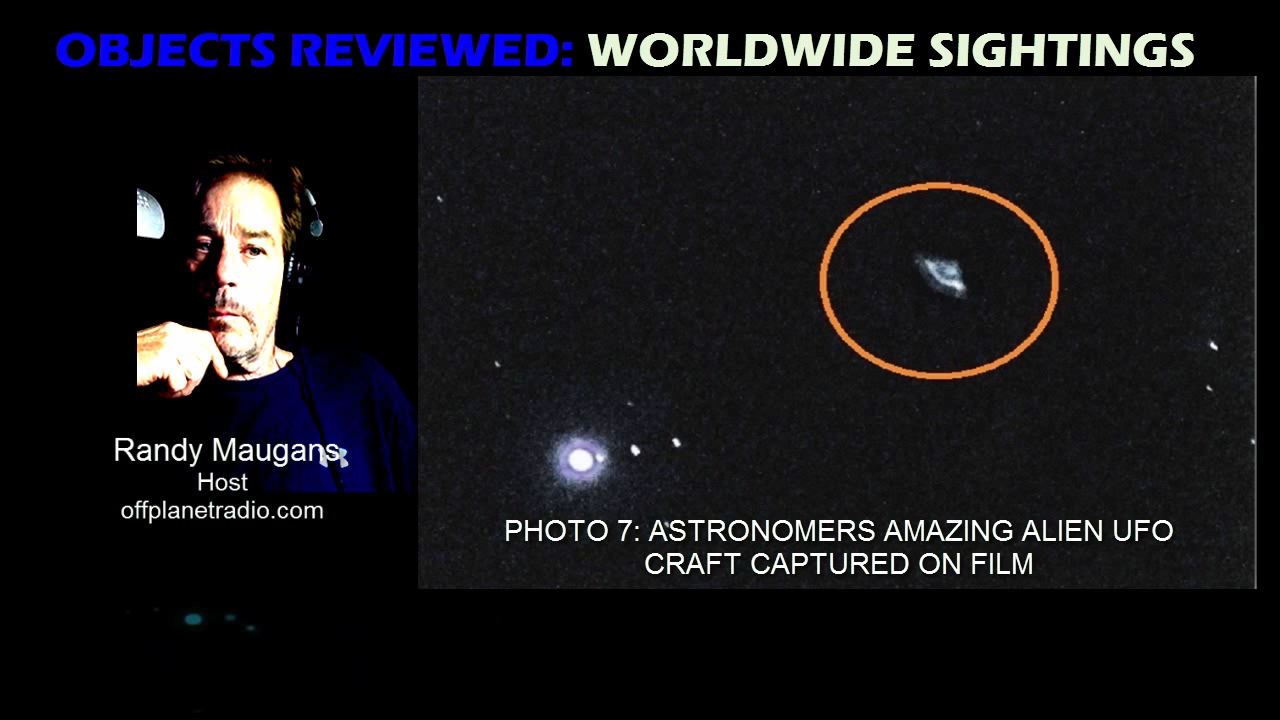 OBJECTS REVIEWED: WORLDWIDE SIGHTINGS
Randy Maugans
Host
offplanetradio.com
PHOTO 7: ASTRONOMERS AMAZING ALIEN UFO
CRAFT CAPTURED ON FILM